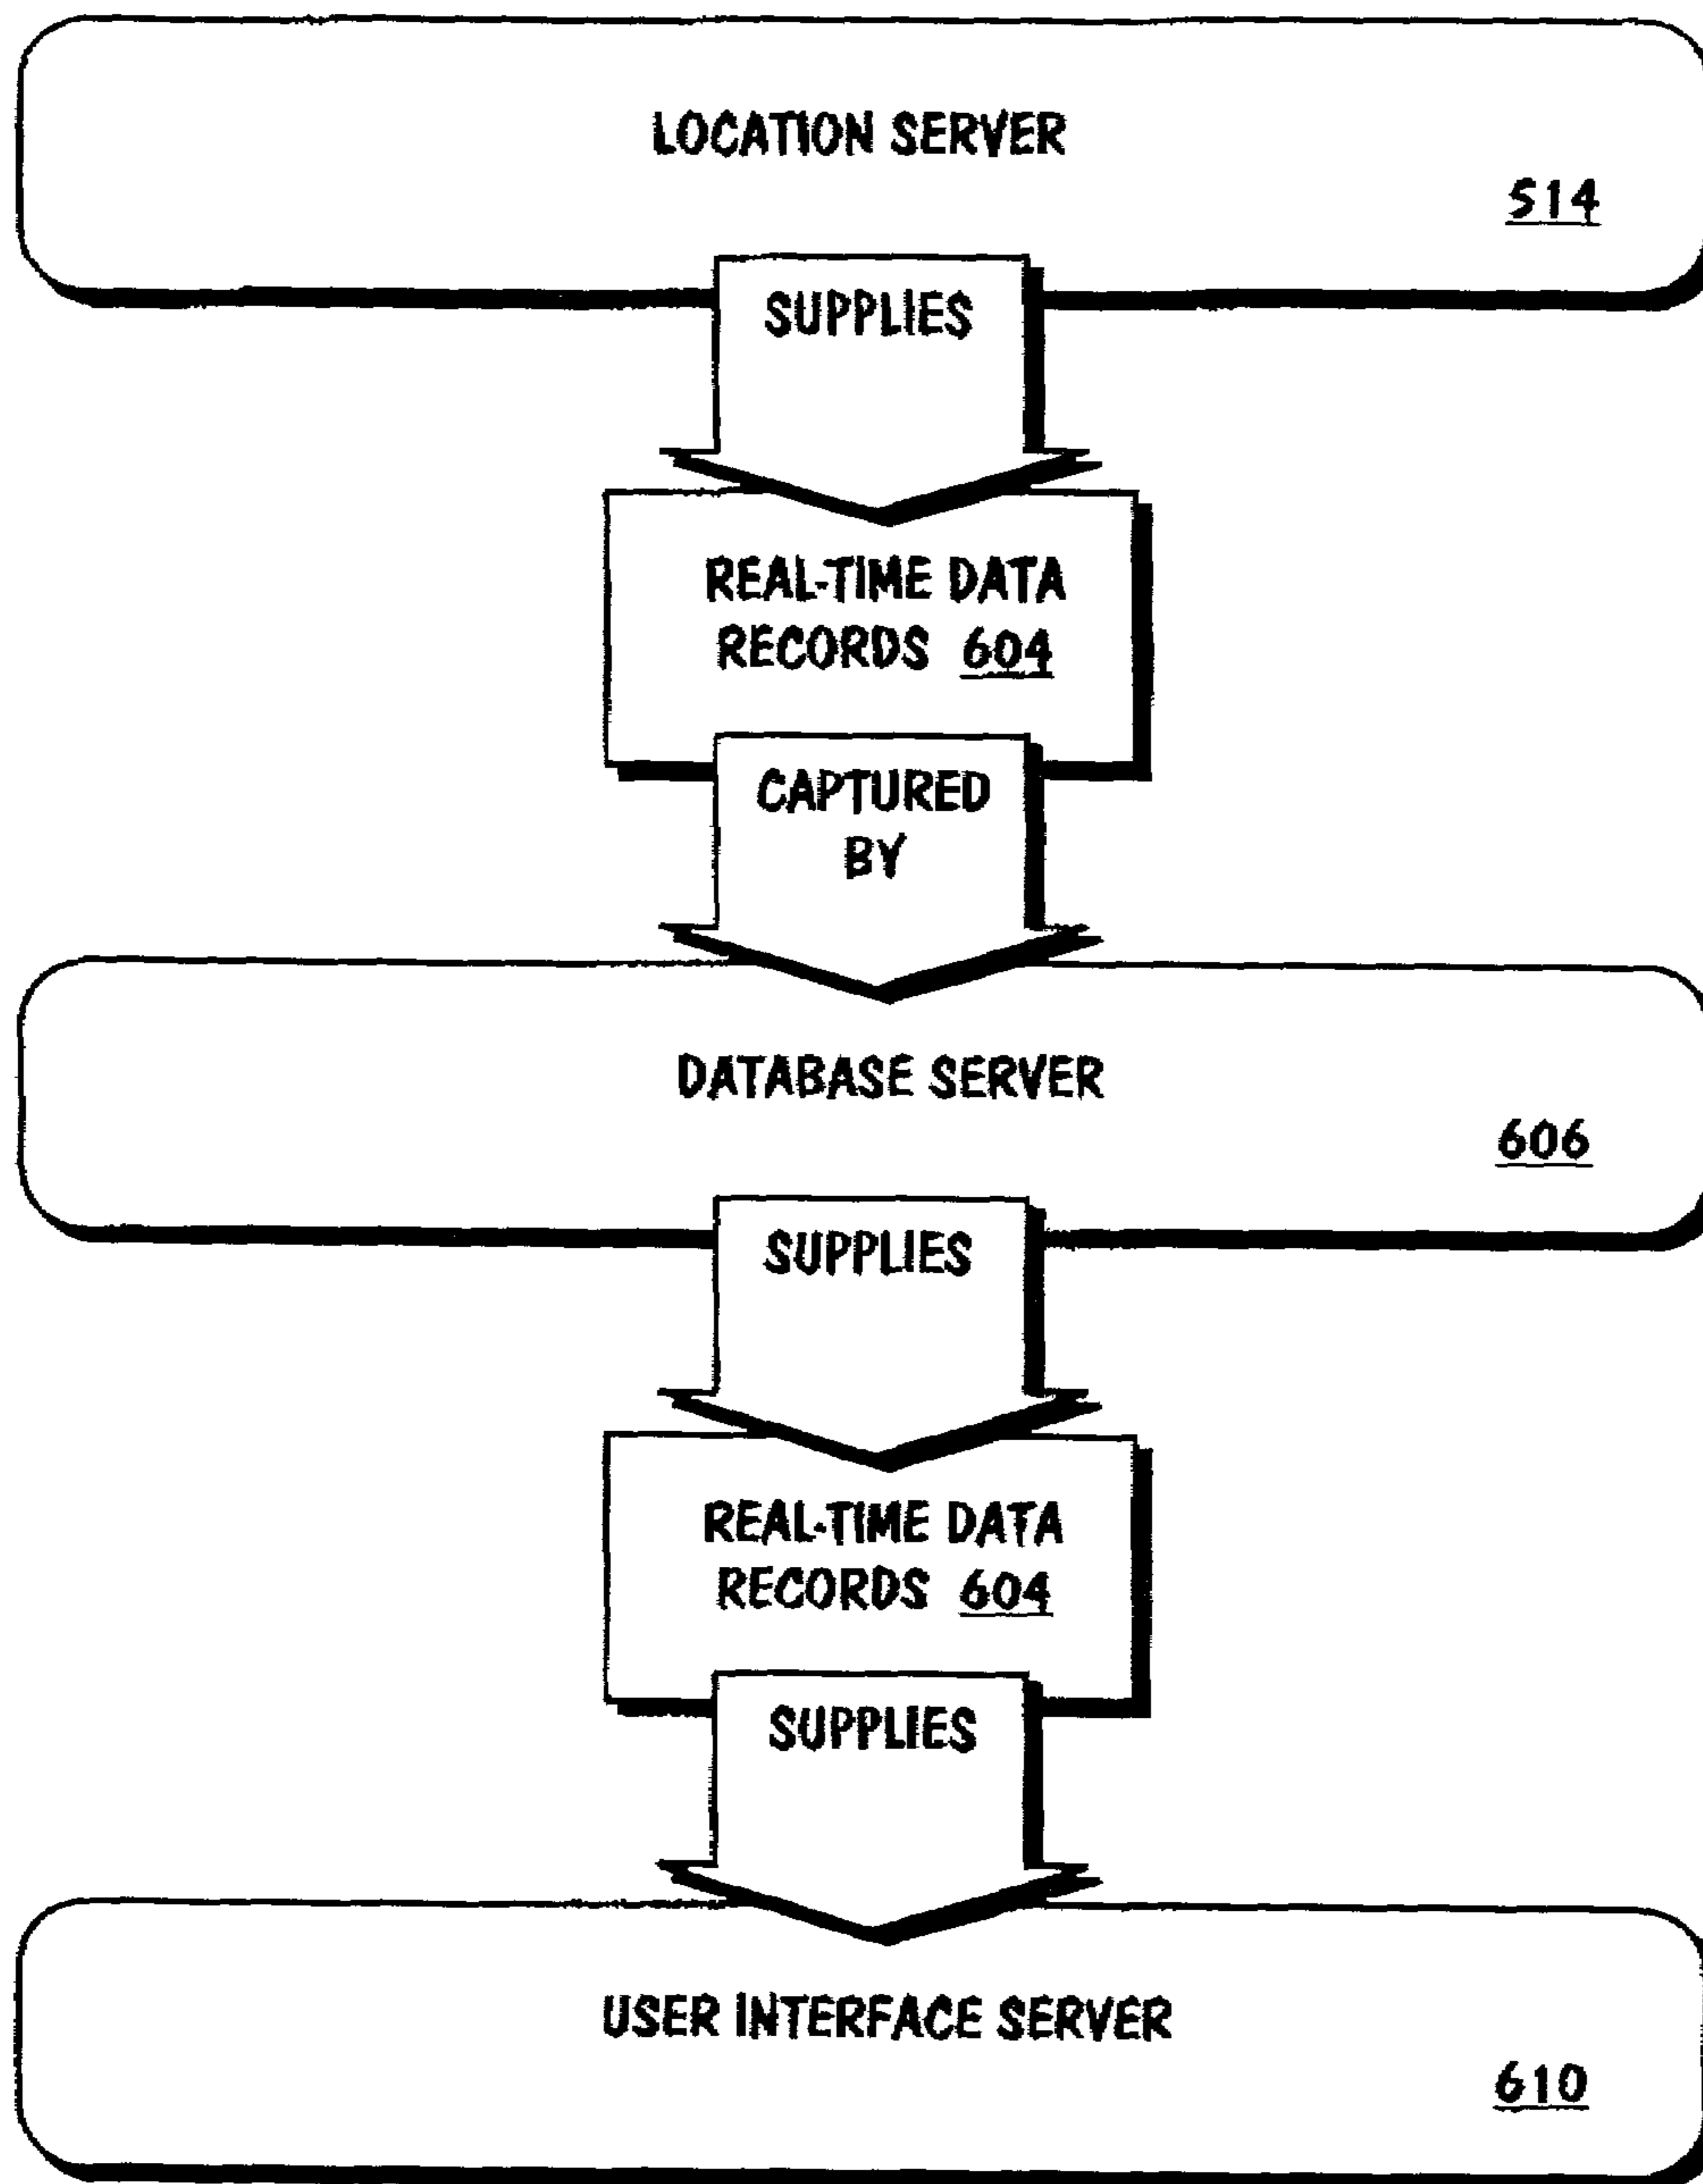 LOCATION SERVER
514
SUPPLIES
REAL-TIME DATA
RECORDS 604
CAPTURED
BY
DATABASE SERVER
606
SUPPLIES
REAL-TIME DATA
RECORDS 604
SUPPLIES
USER INTERFACE SERVER
610